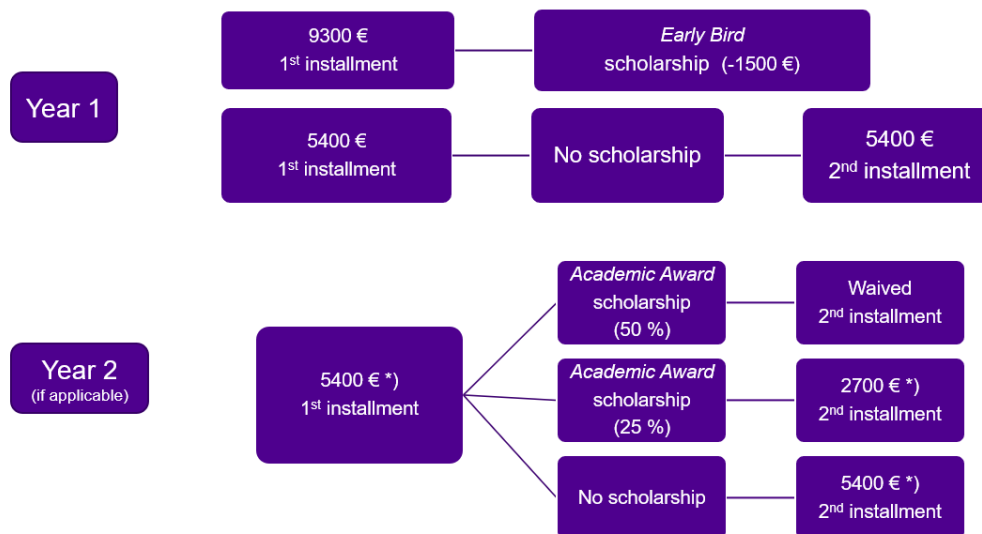 Year 1
9300 €
1st installment
Early Bird
scholarship (-1500 €)
5400 €
1st installment
No scholarship
5400 €
2nd installment
Year 2
(if applicable)
5400 € *)
1st installment
Academic Award
scholarship
(50 %)
Waived
2nd installment
Academic Award
scholarship
(25 %)
2700 € *)
2nd installment
No scholarship
5400 € *)
2nd installment